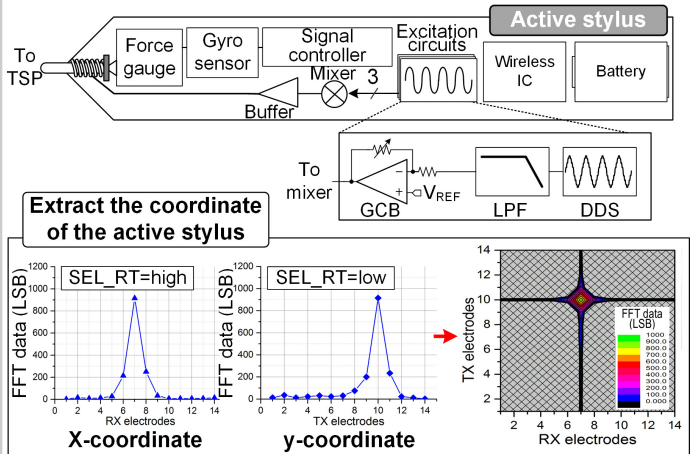 Active stylus
To
TSP
Force
gauge
Gyro
sensor
Signal
controller
Mixer
Excitation
circuits
Wireless
IC
Battery
3
Buffer
To
mixer
−
+
VREF
GCB
LPF
DDS
Extract the coordinate
of the active stylus
FFT data (LSB)
1200
1000
800
600
400
200
0
SEL_RT=high
0 2 4 6 8 10 12 14
RX electrodes
X-coordinate
FFT data (LSB)
1200
1000
800
600
400
200
0
SEL_RT=low
0 2 4 6 8 10 12 14
TX electrodes
y-coordinate
TX electrodes
14
12
10
8
6
4
2
FFT data
(LSB)
1000
900.0
800.0
700.0
600.0
500.0
400.0
300.0
200.0
100.0
0.000
2 4 6 8 10 12 14
RX electrodes